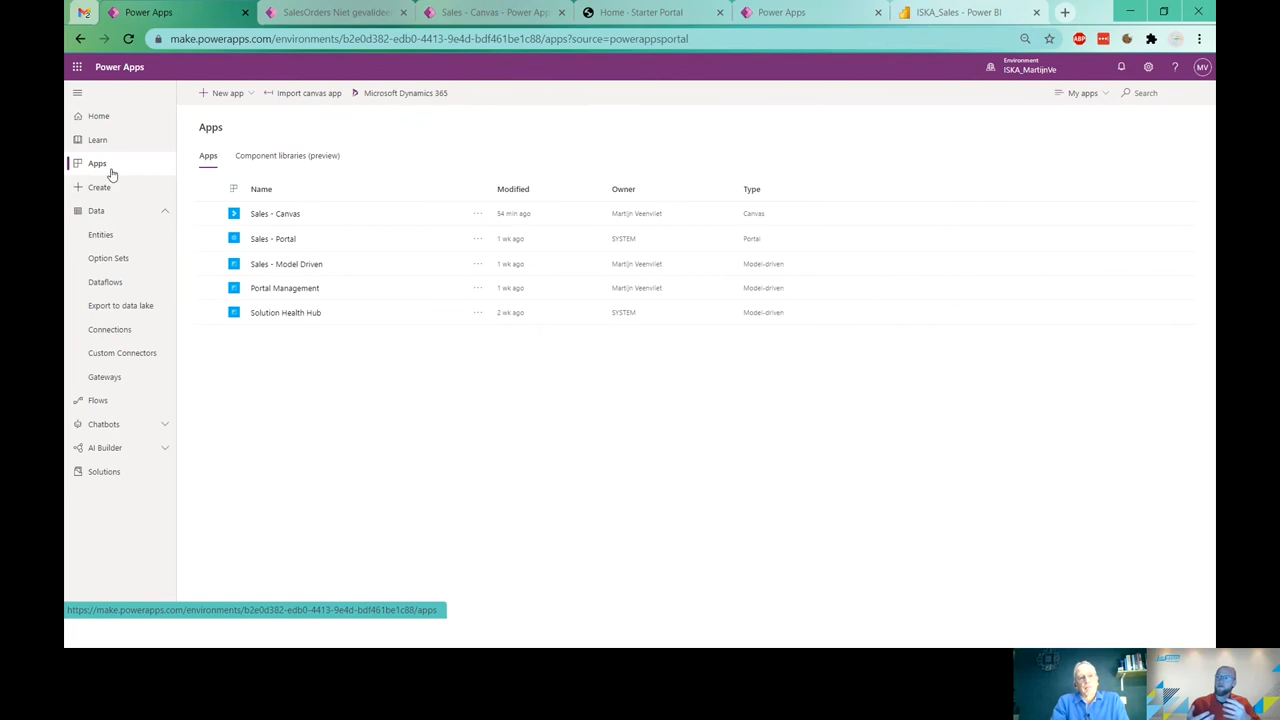 Power Apps
SalesOrders Niet gevalideer
Sales - Canvas - Power App
Home · Starter Portal
Power Apps
ISKA_Sales - Power BI
make.powerapps.com/environments/b2e0d382-edb0-4413-9e4d-bdf461be1c88/apps?source=powerappsportal
ABP
Power Apps
Environment
ISKA_MartijnVe
MV
New app
Import canvas app
Microsoft Dynamics 365
My apps
Search
Home
Learn
Apps
Create
Data
Entities
Option Sets
Dataflows
Export to data lake
Connections
Custom Connectors
Gateways
Flows
Chatbots
AI Builder
Solutions
Apps
Apps Component libraries (preview)
Name Modified Owner Type
Sales - Canvas ... 54 min ago Martijn Veenvliet Canvas
Sales - Portal ... 1 wk ago SYSTEM Portal
Sales - Model Driven ... 1 wk ago Martijn Veenvliet Model-driven
Portal Management ... 1 wk ago Martijn Veenvliet Model-driven
Solution Health Hub ... 2 wk ago SYSTEM Model-driven
https://make.powerapps.com/environments/b2e0d382-edb0-4413-9e4d-bdf461be1c88/apps